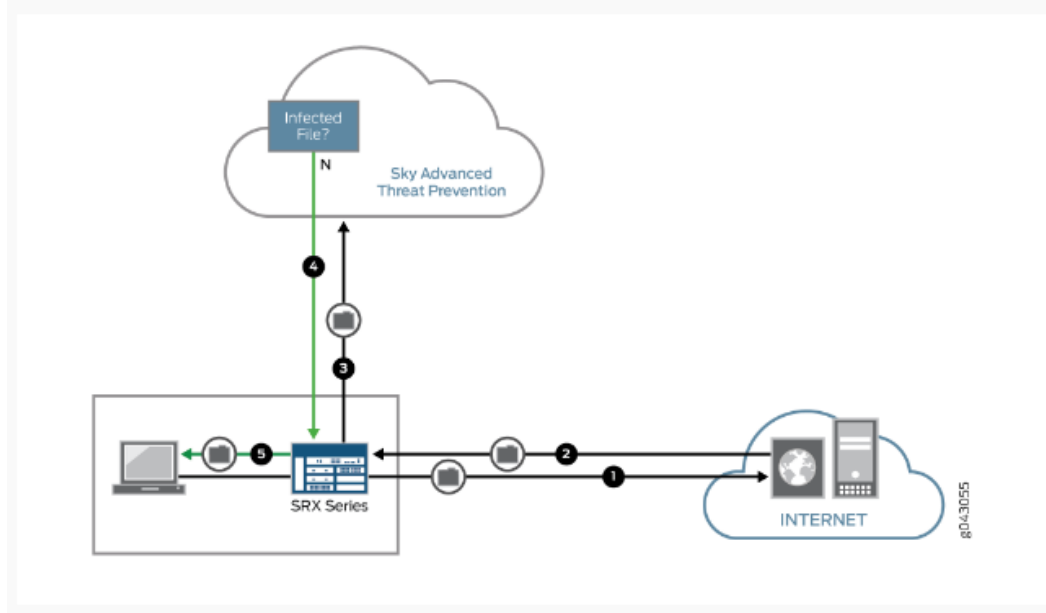 Infected
File?
N
Sky Advanced
Threat Prevention
4
3
5
2
1
SRX Series
INTERNET
g043055